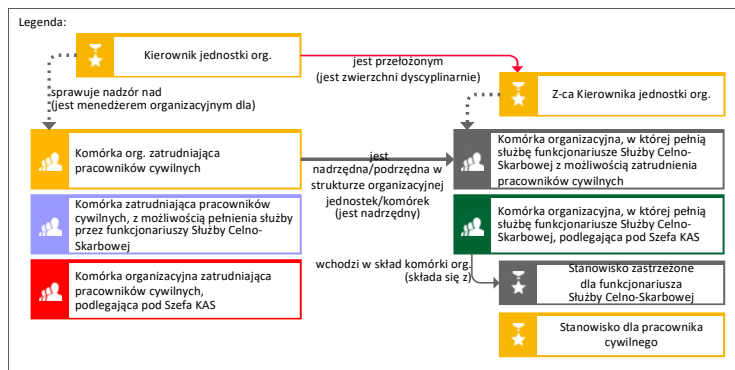 Legenda:
Kierownik jednostki org.
jest przełożonym
(jest zwierzchni dyscyplinarnie)
Z-ca Kierownika jednostki org.
sprawuje nadzór nad
(jest menedżerem organizacyjnym dla)
Komórka org. zatrudniająca
pracowników cywilnych
jest
nadrzędna/podrzędna w
strukturze organizacyjnej
jednostek/komórek
(jest nadrzędny)
Komórka organizacyjna, w której pełnią
służbę funkcjonariusze Służby Celno-
Skarbowej z możliwością zatrudnienia
pracowników cywilnych
Komórka zatrudniająca pracowników
cywilnych, z możliwością pełnienia służby
przez funkcjonariuszy Służby Celno-
Skarbowej
Komórka organizacyjna, w której pełnią
służbę funkcjonariusze Służby Celno-
Skarbowej, podlegająca pod Szefa KAS
Komórka organizacyjna zatrudniająca
pracowników cywilnych,
podlegająca pod Szefa KAS
wchodzi w skład komórki org.
(składa się z)
Stanowisko zastrzeżone
dla funkcjonariusza
Służby Celno-Skarbowej
Stanowisko dla pracownika
cywilnego